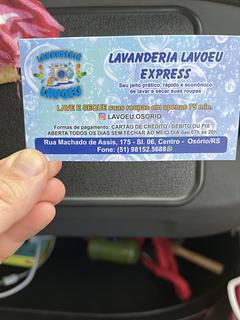 LAVANDERIA
LAVOEU
LAVANDERIA LAVOEU
EXPRESS
Seu jeito prático, rápido e econômico
de lavar e secar suas roupas
LAVE E SEQUE suas roupas em apenas 75 min.
LAVOEU.OSORIO
Formas de pagamento: CARTÃO DE CRÉDITO / DÉBITO OU PIX
ABERTA TODOS OS DIAS SEM FECHAR AO MEIO DIA das 07h às 20h
Rua Machado de Assis, 175 - Sl. 06, Centro - Osório/RS
Fone: (51) 98152.5688